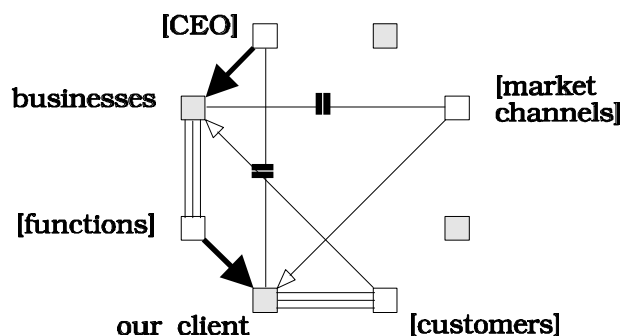 [CEO]
businesses
[market
channels]
[functions]
our client
[customers]